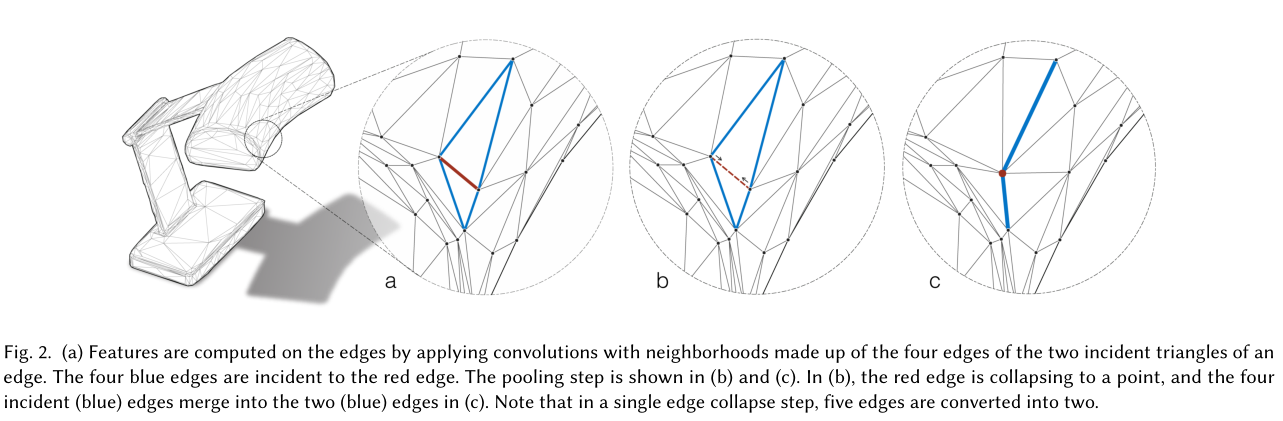 a
b
c
Fig. 2. (a) Features are computed on the edges by applying convolutions with neighborhoods made up of the four edges of the two incident triangles of an
edge. The four blue edges are incident to the red edge. The pooling step is shown in (b) and (c). In (b), the red edge is collapsing to a point, and the four
incident (blue) edges merge into the two (blue) edges in (c). Note that in a single edge collapse step, five edges are converted into two.